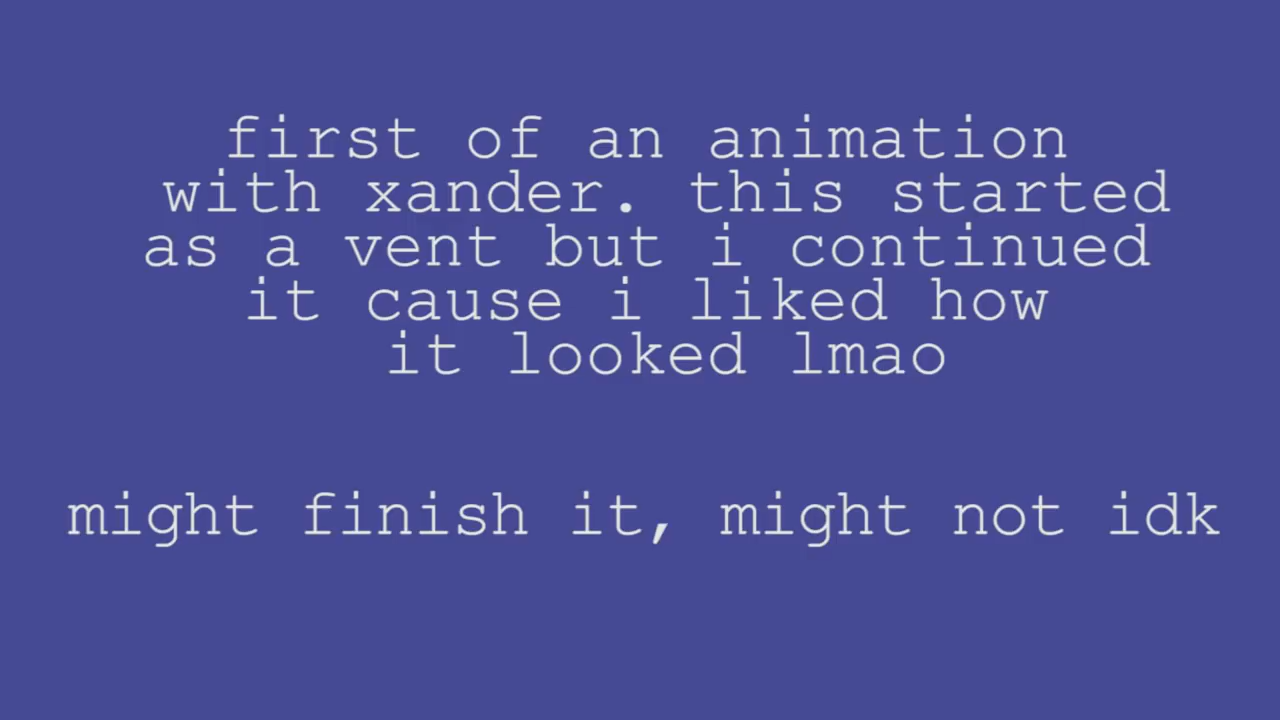 first of an animation
with xander. this started
as a vent but i continued
it cause i liked how
it looked lmao
might finish it, might not idk